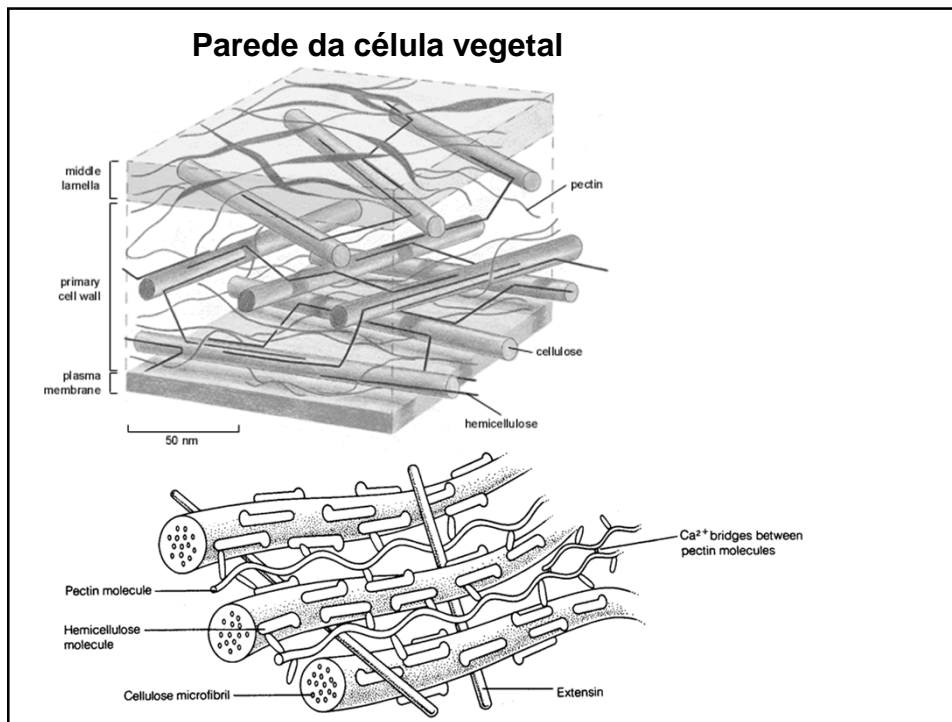 Parede da célula vegetal
middle
lamella
pectin
primary
cell wall
cellulose
plasma
membrane
hemicellulose
50 nm
Ca2+ bridges between
pectin molecules
Pectin molecule
Hemicellulose
molecule
Cellulose microfibril
Extensin